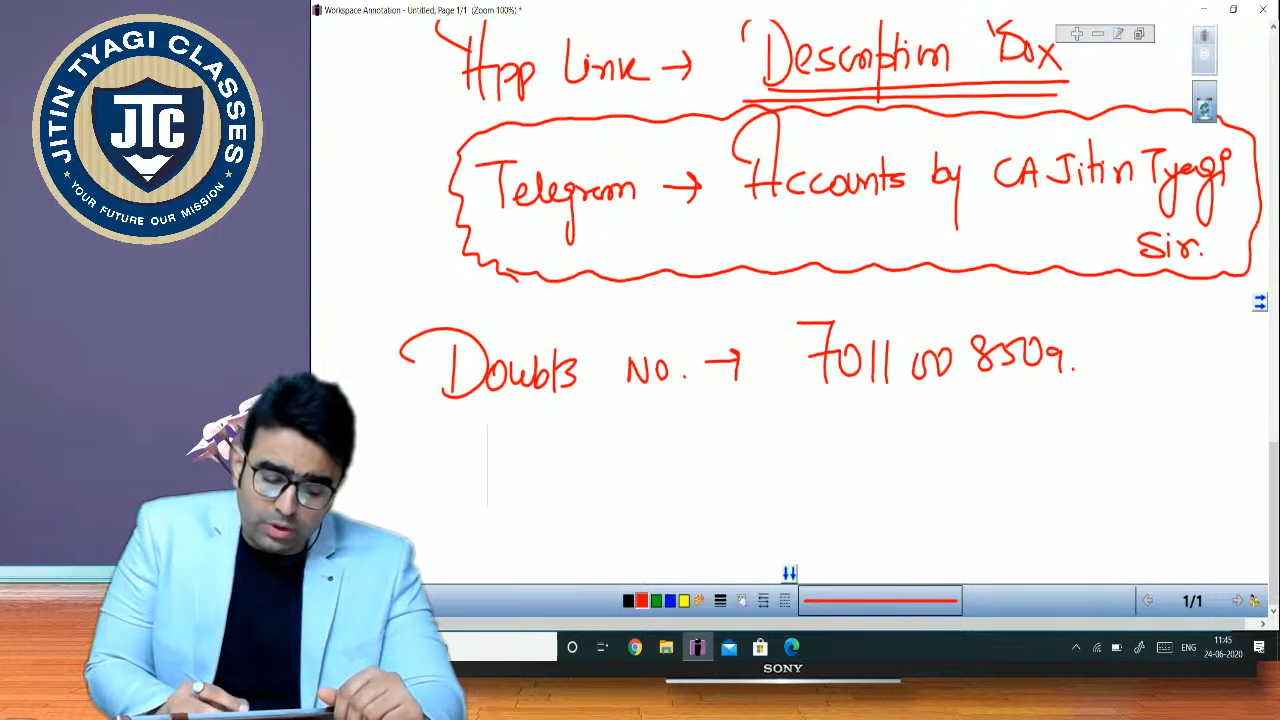 Workspace Annotation - Untitled, Page 1/1 (Zoom 100%) *
JITIN TYAGI CLASSES
JTC
YOUR FUTURE OUR MISSION
App Link → Description Box
Telegram → Accounts by CA Jitin Tyagi
Sir.
Doubts No. → 7011 00 8509.
1/1
ENG
11:45
24-06-2020
SONY